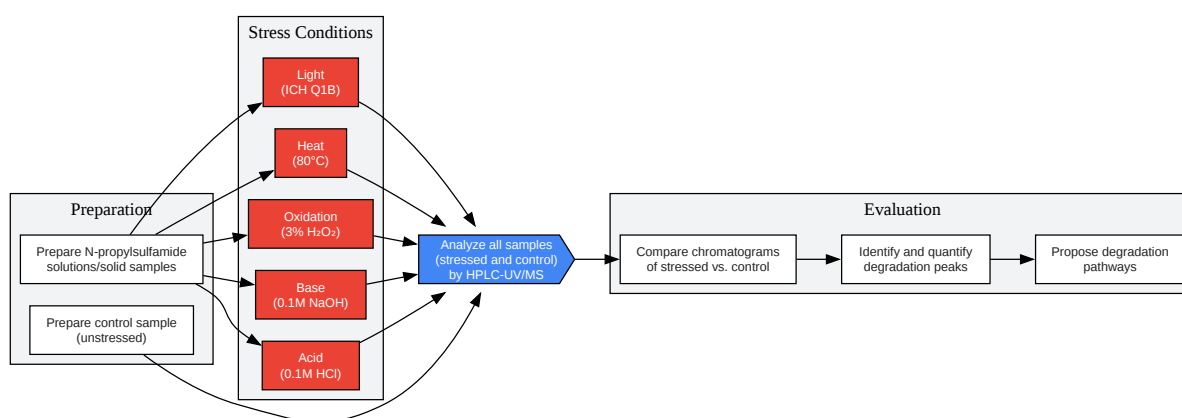 Stress Conditions
Light
(ICH Q1B)
Heat
(80°C)
Oxidation
(3% H₂O₂)
Base
(0.1M NaOH)
Acid
(0.1M HCl)
Preparation
Prepare N-propylsulfamide
solutions/solid samples
Prepare control sample
(unstressed)
Analyze all samples
(stressed and control)
by HPLC-UV/MS
Evaluation
Compare chromatograms
of stressed vs. control
Identify and quantify
degradation peaks
Propose degradation
pathways